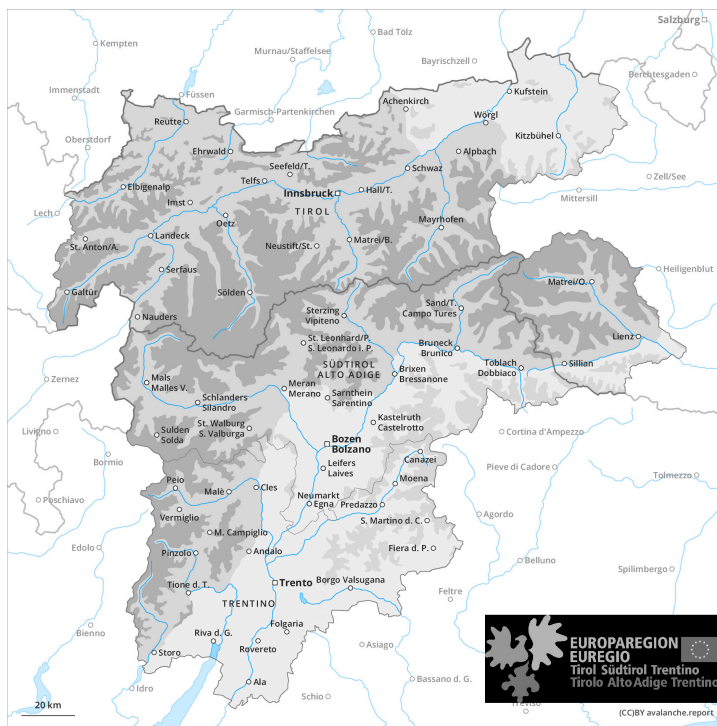 Salzburg
Kempten
Bad Tölz
Murnau/Staffelsee
Bayrischzell
Berchtesgaden
Immenstadt
Füssen
Garmisch-Partenkirchen
Achenkirch
Kufstein
Reutte
Wörgl
Kitzbühel
Oberstdorf
Ehrwald
Alpbach
Seefeld/T.
Schwaz
Zell/See
Elbigenalp
Telfs
Innsbruck
Hall/T.
Mittersill
Imst
TIROL
Lech
Oetz
Mayrhofen
St. Anton/A.
Landeck
Neustift/St.
Matrei/B.
Serfaus
Heiligenblut
Galtür
Sölden
Matrei/O.
Nauders
Sterzing
Vipiteno
Sand/T.
Campo Tures
Lienz
St. Leonhard/P.
S. Leonardo i. P.
Bruneck
Brunico
Toblach
Dobbiaco
Sillian
SÜDTIROL
ALTO ADIGE
Brixen
Bressanone
Zernez
Mals
Malles V.
Meran
Merano
Schlanders
Silandro
Sarnthein
Sarentino
Kastelruth
Castelrotto
Livigno
Sulden
Solda
St. Walburg
S. Valburga
Bozen
Bolzano
Cortina d'Ampezzo
Bormio
Leifers
Laives
Canazei
Pieve di Cadore
Tolmezzo
Poschiavo
Peio
Malè
Cles
Neumarkt
Egna
Moena
Predazzo
Vermiglio
S. Martino d. C.
Agordo
M. Campiglio
Edolo
Pinzolo
Andalo
Fiera d. P.
Belluno
Spilimbergo
Tione d. T.
Trento
Borgo Valsugana
Feltre
TRENTINO
Folgaria
Bienno
Riva d. G.
Rovereto
Asiago
Storo
Ala
Idro
Schio
Bassano d. G.
Treviso
EUROPAREGION
EUREGIO
Tirol Südtirol Trentino
Tirolo Alto Adige Trentino
20 km
(CC)BY avalanche.report